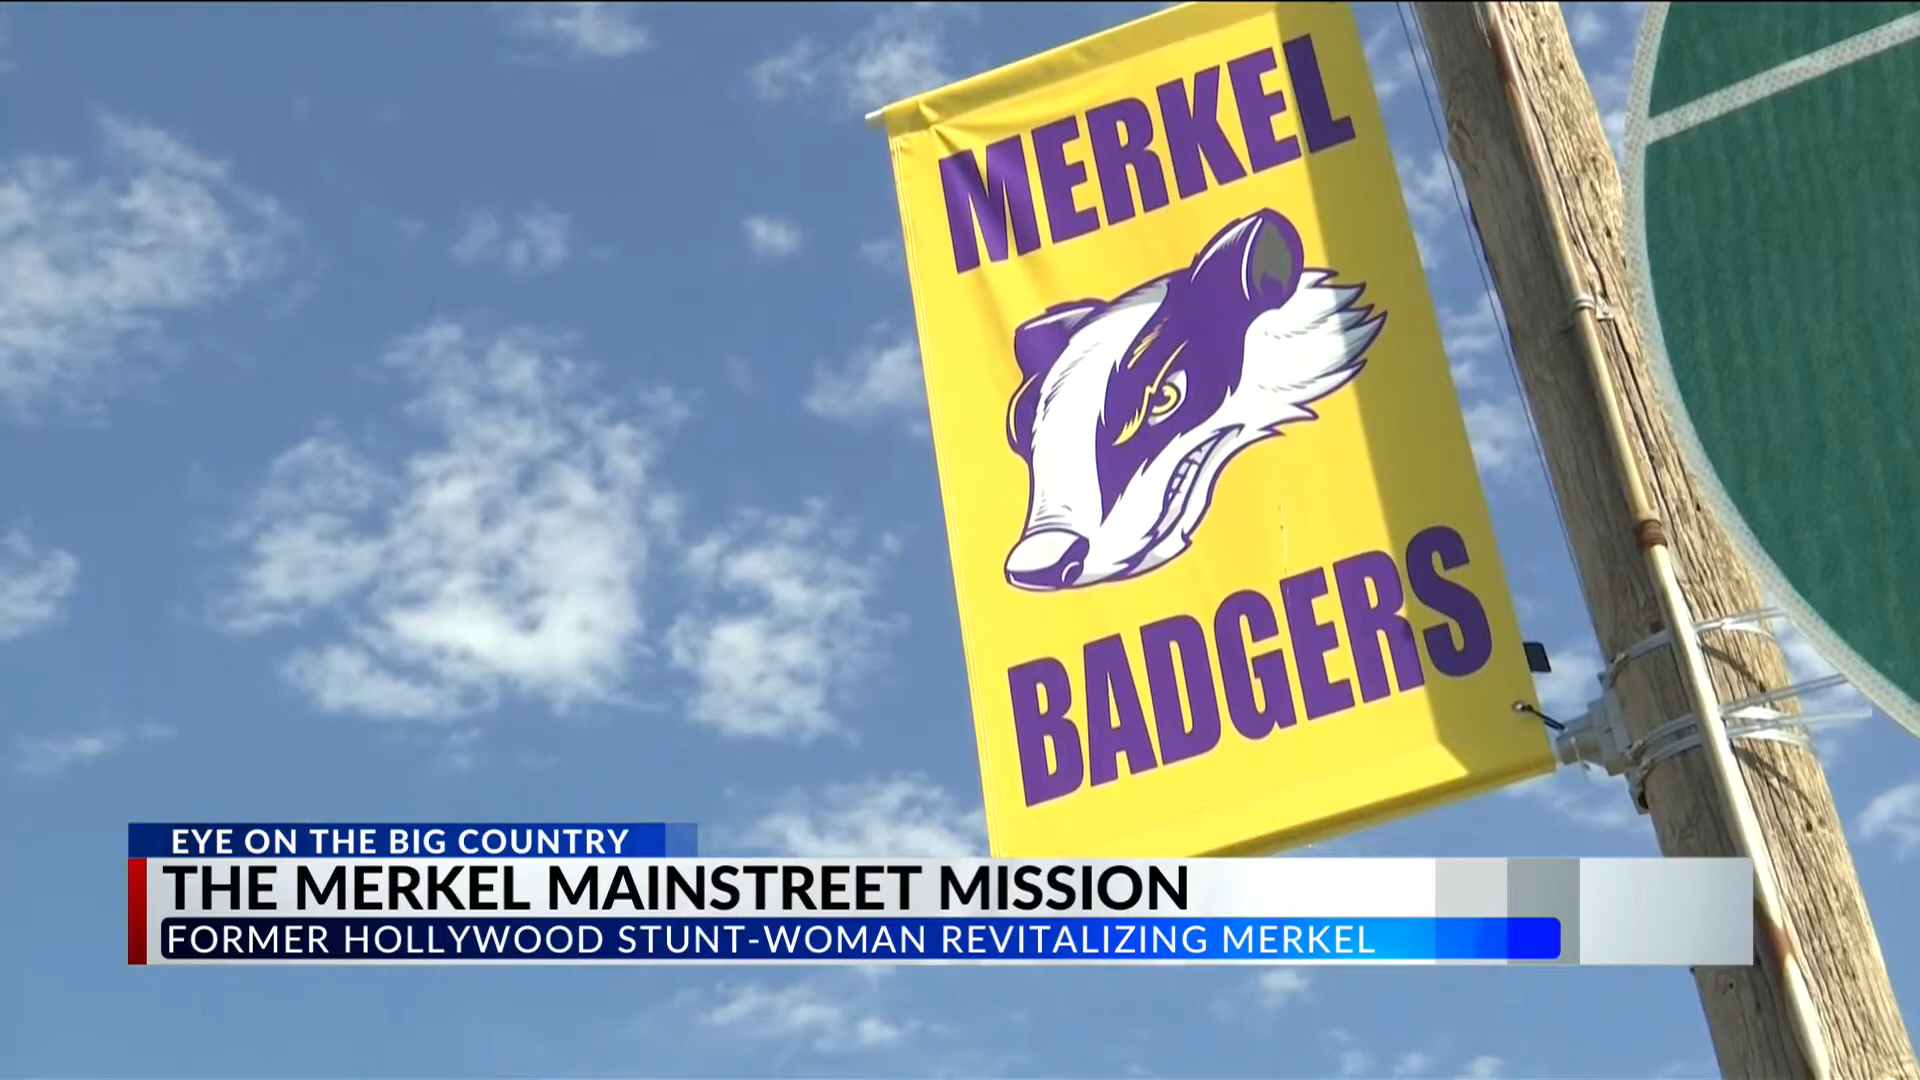 MERKEL
BADGERS
EYE ON THE BIG COUNTRY
THE MERKEL MAINSTREET MISSION
FORMER HOLLYWOOD STUNT-WOMAN REVITALIZING MERKEL